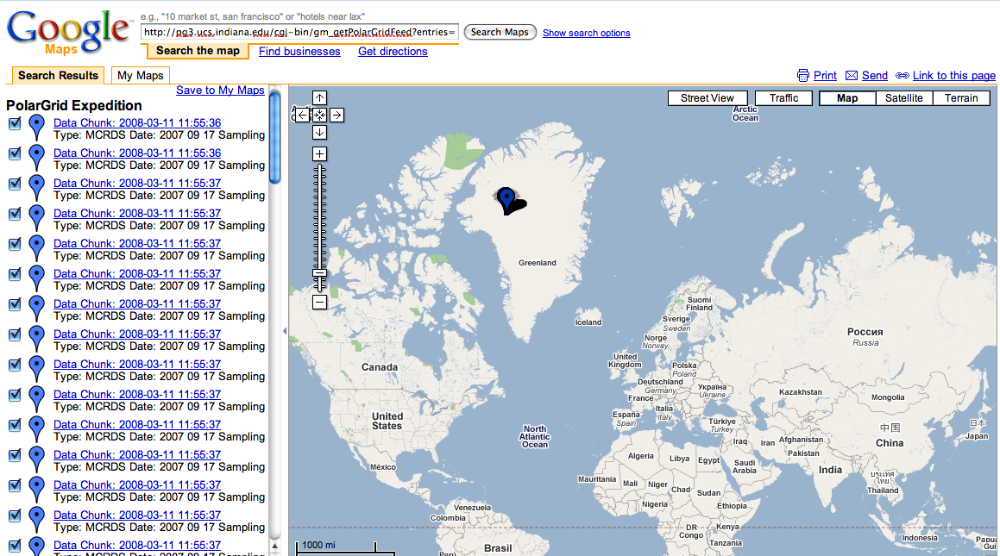 Google Maps
e.g., "10 market st, san francisco" or "hotels near lax"
http://pg3.ucs.indiana.edu/cgi-bin/gm_getPolarGridFeed?entries=
Search Maps
Show search options
Search the map
Find businesses
Get directions
Search Results
My Maps
Print
Send
Link to this page
Save to My Maps
PolarGrid Expedition
Data Chunk: 2008-03-11 11:55:36
Type: MCRDS Date: 2007 09 17 Sampling
Data Chunk: 2008-03-11 11:55:36
Type: MCRDS Date: 2007 09 17 Sampling
Data Chunk: 2008-03-11 11:55:37
Type: MCRDS Date: 2007 09 17 Sampling
Data Chunk: 2008-03-11 11:55:37
Type: MCRDS Date: 2007 09 17 Sampling
Data Chunk: 2008-03-11 11:55:37
Type: MCRDS Date: 2007 09 17 Sampling
Data Chunk: 2008-03-11 11:55:37
Type: MCRDS Date: 2007 09 17 Sampling
Data Chunk: 2008-03-11 11:55:37
Type: MCRDS Date: 2007 09 17 Sampling
Data Chunk: 2008-03-11 11:55:37
Type: MCRDS Date: 2007 09 17 Sampling
Data Chunk: 2008-03-11 11:55:37
Type: MCRDS Date: 2007 09 17 Sampling
Data Chunk: 2008-03-11 11:55:37
Type: MCRDS Date: 2007 09 17 Sampling
Data Chunk: 2008-03-11 11:55:37
Type: MCRDS Date: 2007 09 17 Sampling
Data Chunk: 2008-03-11 11:55:37
Type: MCRDS Date: 2007 09 17 Sampling
Data Chunk: 2008-03-11 11:55:37
Type: MCRDS Date: 2007 09 17 Sampling
Data Chunk: 2008-03-11 11:55:37
Type: MCRDS Date: 2007 09 17 Sampling
Data Chunk: 2008-03-11 11:55:37
Street View
Traffic
Map
Satellite
Terrain
Arctic
Ocean
Greenland
Iceland
Suomi
Finland
Sverige
Sweden
Norge
Norway
Россия
Russia
United
Kingdom
Polska
Poland
Canada
Deutschland
Germany
Україна
Ukraine
France
Kazakhstan
Mongolia
Italia
Italy
España
Spain
Türkiye
Turkey
United
States
North
Atlantic
Ocean
中国
China
日本
Japan
Iraq
Iran
Afghanistan
Pakistan
Algeria
Libya
Egypt
Saudi
Arabia
India
México
Mauritania
Mali
Niger
Chad
Sudan
ประเทศ
ไทย
Thailand
Nigeria
Ethiopia
Venezuela
Colombia
DR
Congo
Kenya
Tanzania
Indonesia
Brasil
Perú
1000 mi